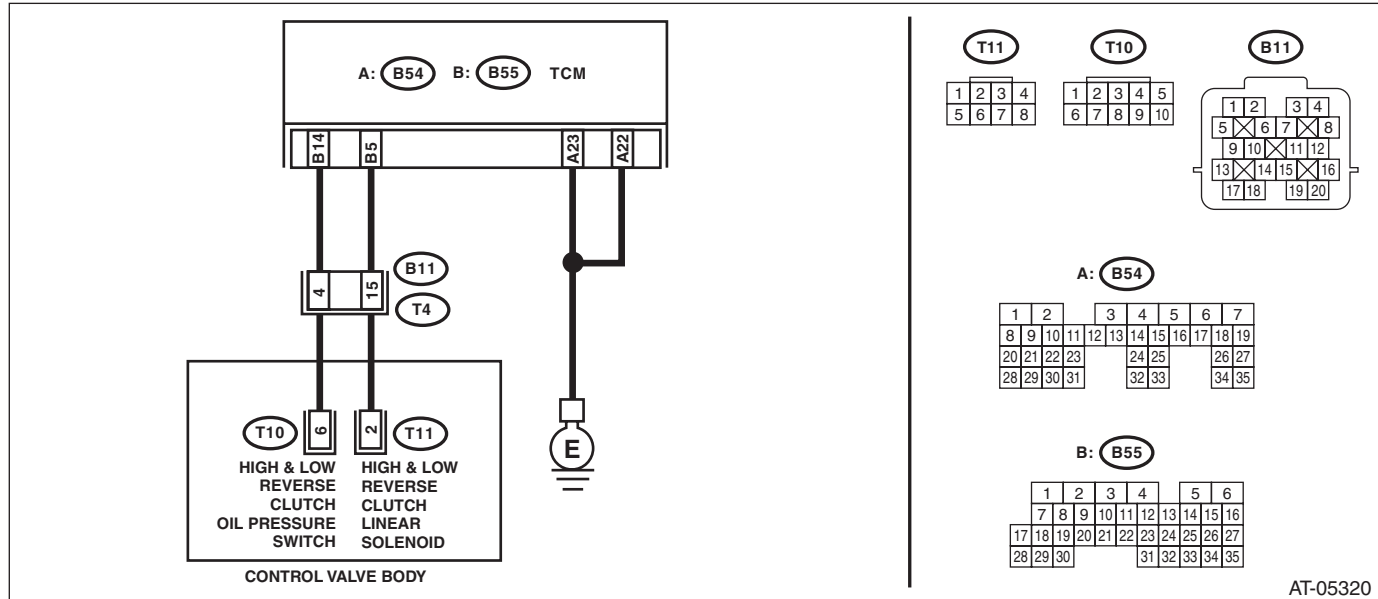 A: B54 B: B55 TCM
B14 B5 A23 A22
4 15
B11
T4
T10 6 2 T11
HIGH & LOW
REVERSE
CLUTCH
OIL PRESSURE
SWITCH
HIGH & LOW
REVERSE
CLUTCH
LINEAR
SOLENOID
CONTROL VALVE BODY
E
T11
1 2 3 4
5 6 7 8
T10
1 2 3 4 5
6 7 8 9 10
B11
1 2 3 4
5 6 7 8
9 10 11 12
13 14 15 16
17 18 19 20
A: B54
1 2 3 4 5 6 7
8 9 10 11 12 13 14 15 16 17 18 19
20 21 22 23 24 25 26 27
28 29 30 31 32 33 34 35
B: B55
1 2 3 4 5 6
7 8 9 10 11 12 13 14 15 16
17 18 19 20 21 22 23 24 25 26 27
28 29 30 31 32 33 34 35
AT-05320